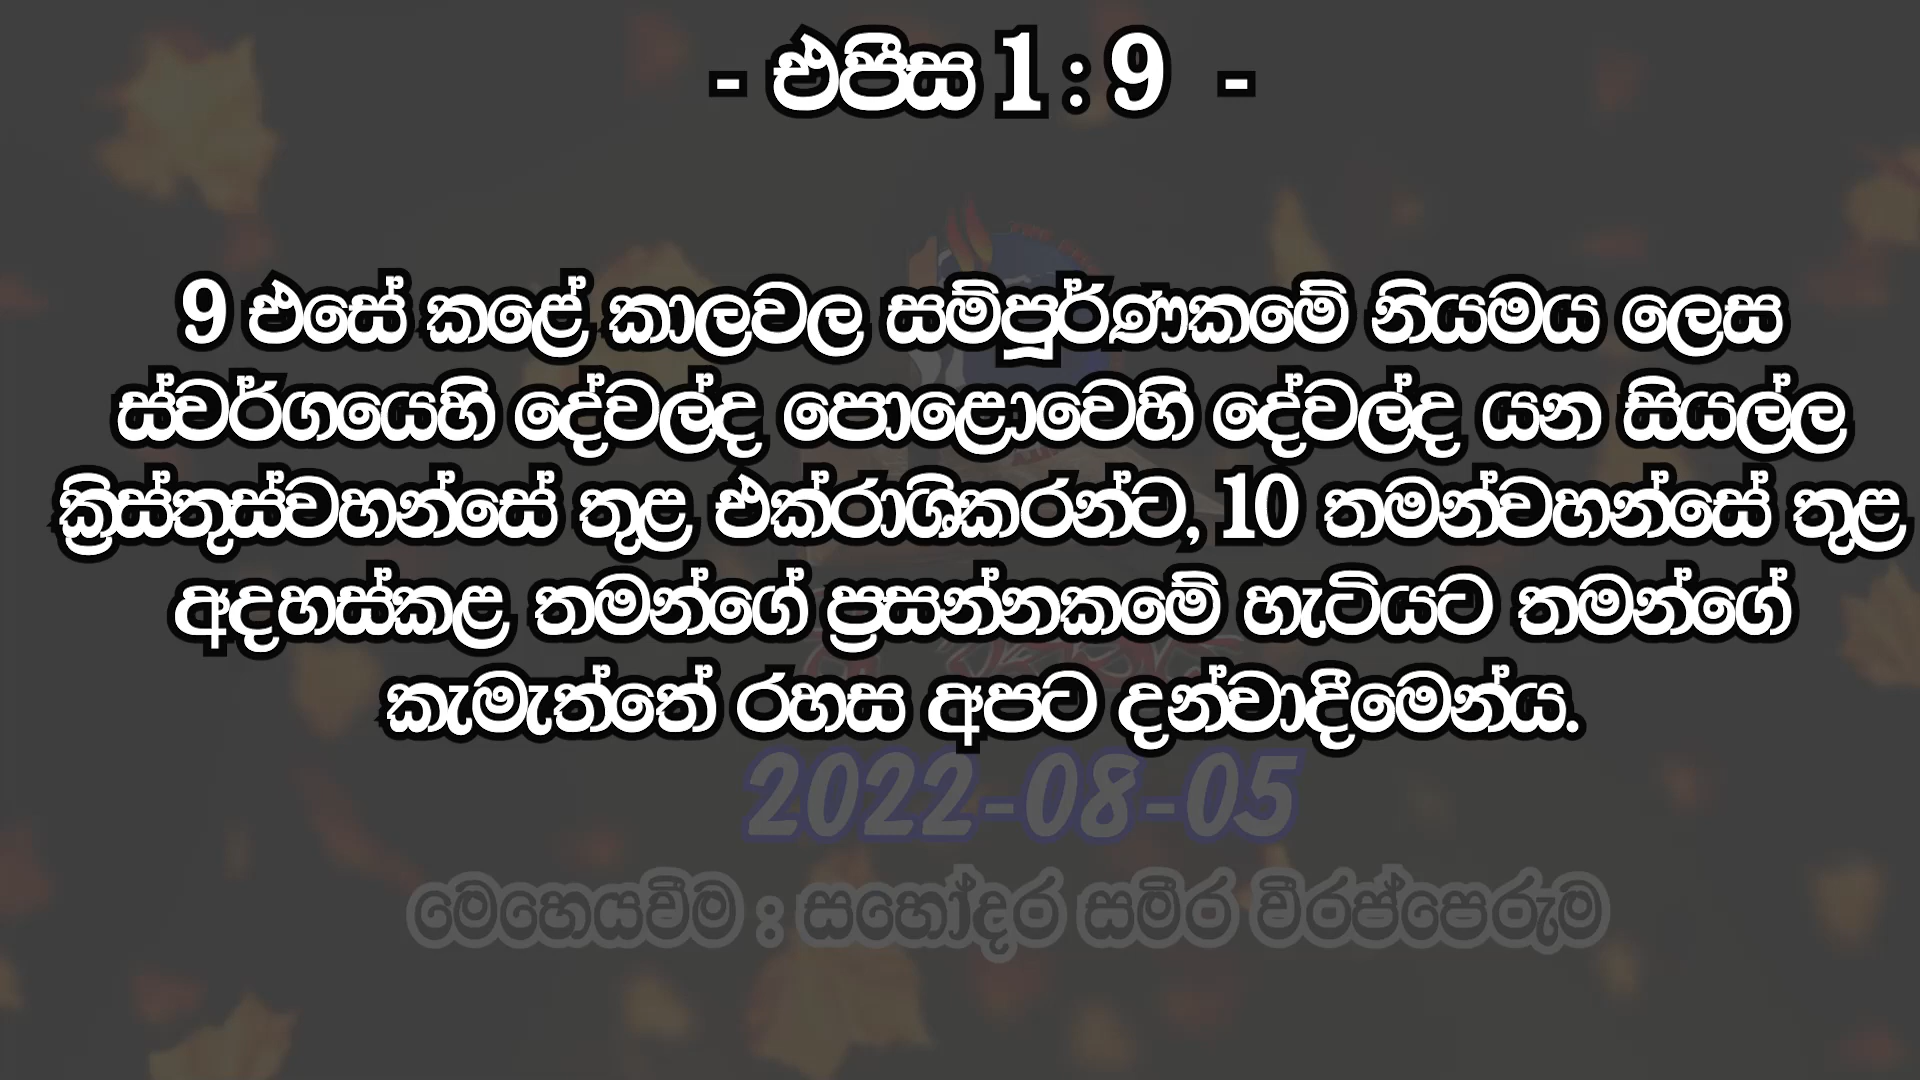 - එපීස 1 : 9 -
9 එසේ කළේ කාලවල සම්පූර්ණකමේ නියමය ලෙස
ස්වර්ගයෙහි දේවල්ද පොළොවෙහි දේවල්ද යන සියල්ල
ක්‍රිස්තුස්වහන්සේ තුළ එක්රාශිකරන්ට, 10 තමන්වහන්සේ තුළ
අදහස්කළ තමන්ගේ ප්‍රසන්නකමේ හැටියට තමන්ගේ
කැමැත්තේ රහස අපට දන්වාදීමෙන්ය.
2022-08-05
මෙහෙයවීම : සහෝදර සමීර වීරප්පෙරුම